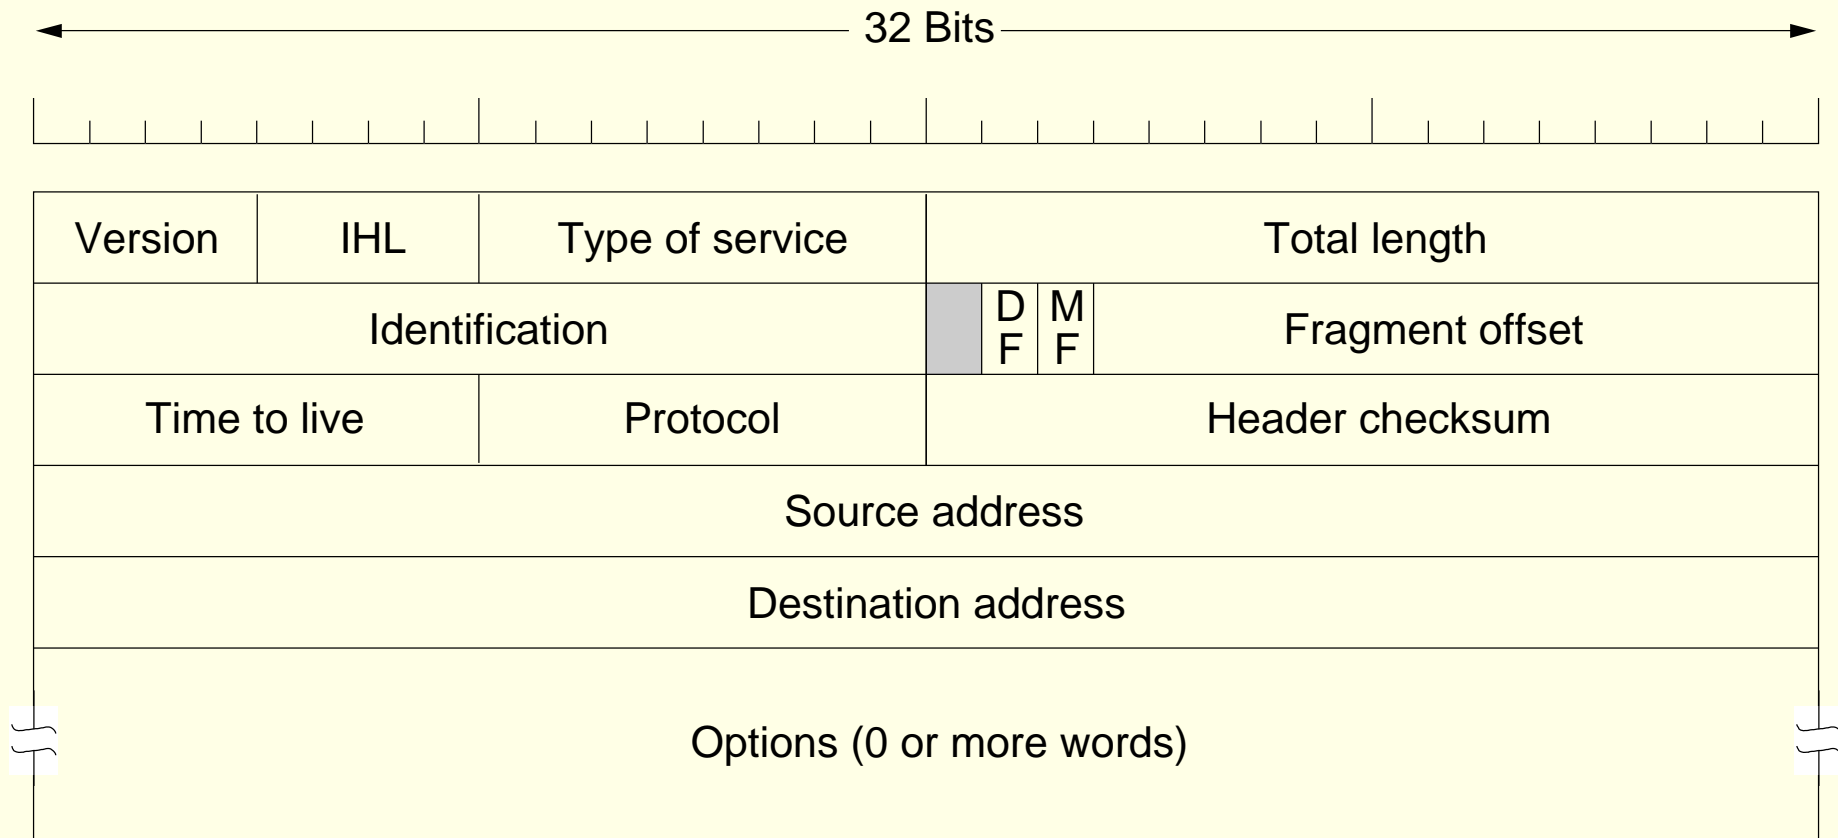 32 Bits
Version IHL Type of service Total length
Identification D F M F Fragment offset
Time to live Protocol Header checksum
Source address
Destination address
Options (0 or more words)